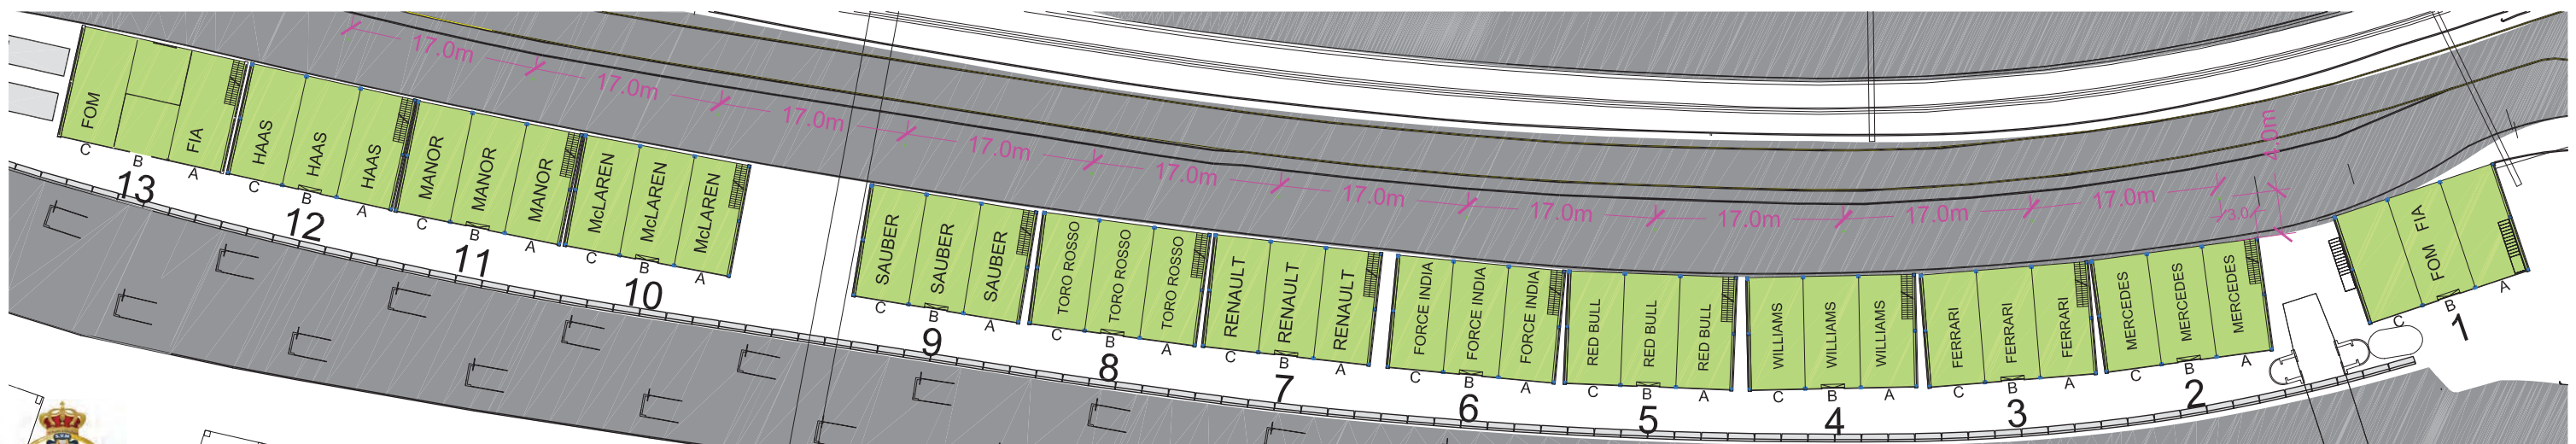 17.0m
17.0m
17.0m
17.0m
17.0m
17.0m
17.0m
17.0m
17.0m
17.0m
3.0
4.0m
FOM
FIA
C
B
A
13
HAAS
HAAS
HAAS
C
B
A
12
MANOR
MANOR
MANOR
C
B
A
11
McLAREN
McLAREN
McLAREN
C
B
A
10
SAUBER
SAUBER
SAUBER
C
B
A
9
TORO ROSSO
TORO ROSSO
TORO ROSSO
C
B
A
8
RENAULT
RENAULT
RENAULT
C
B
A
7
FORCE INDIA
FORCE INDIA
FORCE INDIA
C
B
A
6
RED BULL
RED BULL
RED BULL
C
B
A
5
WILLIAMS
WILLIAMS
WILLIAMS
C
B
A
4
FERRARI
FERRARI
FERRARI
C
B
A
3
MERCEDES
MERCEDES
MERCEDES
C
B
A
2
FOM FIA
C
B
A
1